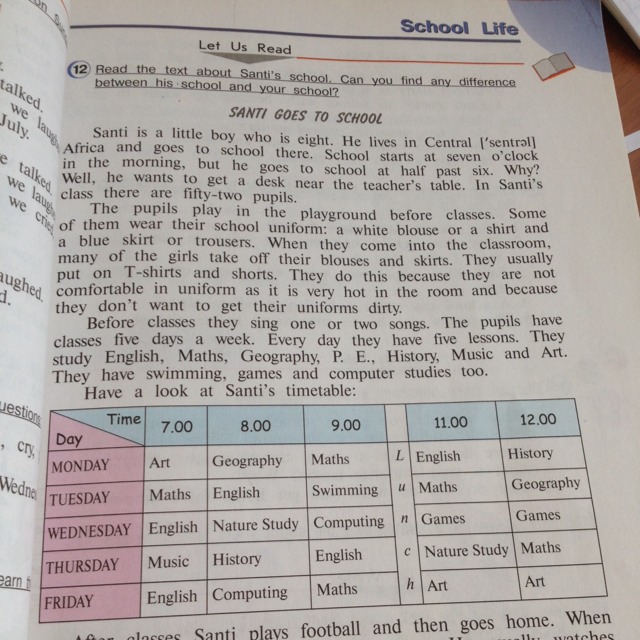 School Life
Let Us Read
12 Read the text about Santi's school. Can you find any difference
between his school and your school?
SANTI GOES TO SCHOOL
Santi is a little boy who is eight. He lives in Central ['sentrəl]
Africa and goes to school there. School starts at seven o'clock
in the morning, but he goes to school at half past six. Why?
Well, he wants to get a desk near the teacher's table. In Santi's
class there are fifty-two pupils.
The pupils play in the playground before classes. Some
of them wear their school uniform: a white blouse or a shirt and
a blue skirt or trousers. When they come into the classroom,
many of the girls take off their blouses and skirts. They usually
put on T-shirts and shorts. They do this because they are not
comfortable in uniform as it is very hot in the room and because
they don't want to get their uniforms dirty.
Before classes they sing one or two songs. The pupils have
classes five days a week. Every day they have five lessons. They
study English, Maths, Geography, P. E., History, Music and Art.
They have swimming, games and computer studies too.
Have a look at Santi's timetable:
Day Time 7.00 8.00 9.00 11.00 12.00
MONDAY Art Geography Maths L English History
TUESDAY Maths English Swimming u Maths Geography
WEDNESDAY English Nature Study Computing n Games Games
THURSDAY Music History English c Nature Study Maths
FRIDAY English Computing Maths h Art Art
After classes Santi plays football and then goes home. When
usually watches
talked.
we
July.
talked.
we
we
aughed.
d.
cry,